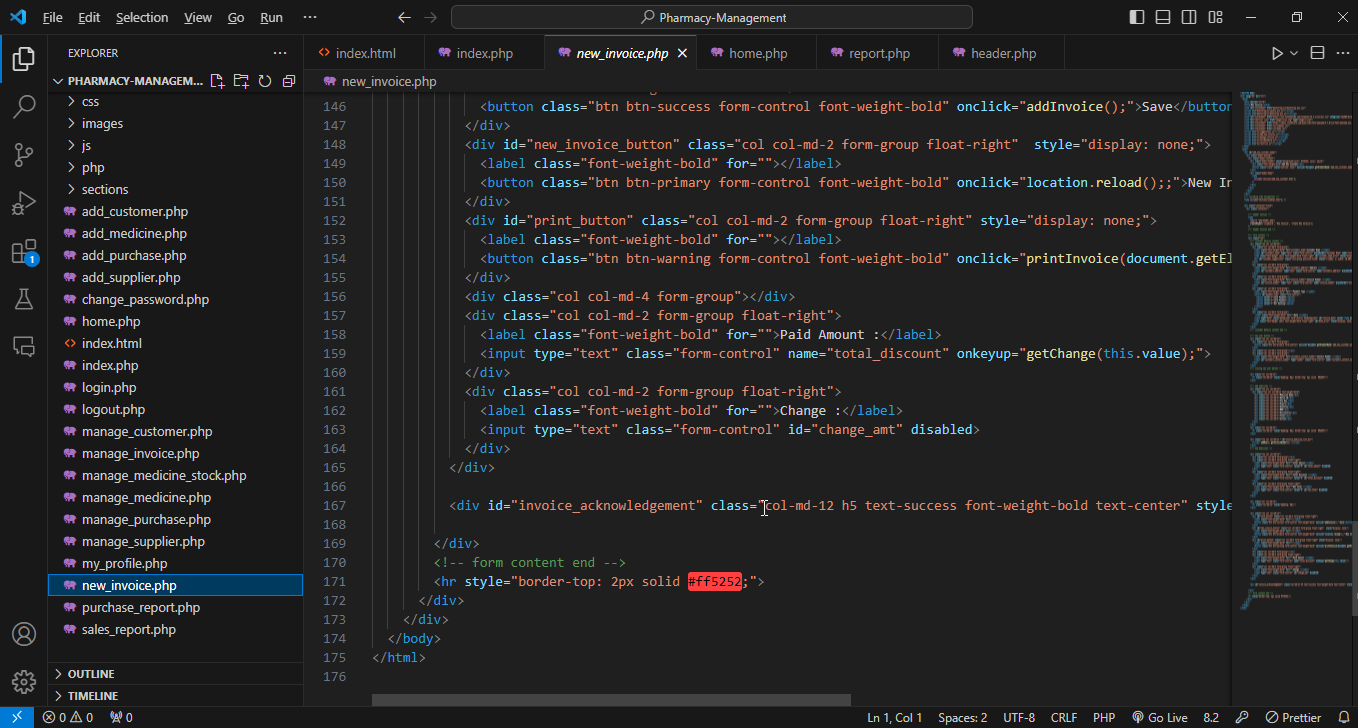 File Edit Selection View Go Run ···
Pharmacy-Management
EXPLORER
PHARMACY-MANAGEM...
css
images
js
php
sections
add_customer.php
add_medicine.php
add_purchase.php
add_supplier.php
change_password.php
home.php
index.html
index.php
login.php
logout.php
manage_customer.php
manage_invoice.php
manage_medicine_stock.php
manage_medicine.php
manage_purchase.php
manage_supplier.php
my_profile.php
new_invoice.php
purchase_report.php
sales_report.php
OUTLINE
TIMELINE
1
index.html index.php new_invoice.php home.php report.php header.php
new_invoice.php
146 <button class="btn btn-success form-control font-weight-bold" onclick="addInvoice();">Save</button
147 </div>
148 <div id="new_invoice_button" class="col col-md-2 form-group float-right"  style="display: none;">
149 <label class="font-weight-bold" for=""></label>
150 <button class="btn btn-primary form-control font-weight-bold" onclick="location.reload();;">New In
151 </div>
152 <div id="print_button" class="col col-md-2 form-group float-right" style="display: none;">
153 <label class="font-weight-bold" for=""></label>
154 <button class="btn btn-warning form-control font-weight-bold" onclick="printInvoice(document.getEl
155 </div>
156 <div class="col col-md-4 form-group"></div>
157 <div class="col col-md-2 form-group float-right">
158 <label class="font-weight-bold" for="">Paid Amount :</label>
159 <input type="text" class="form-control" name="total_discount" onkeyup="getChange(this.value);">
160 </div>
161 <div class="col col-md-2 form-group float-right">
162 <label class="font-weight-bold" for="">Change :</label>
163 <input type="text" class="form-control" id="change_amt" disabled>
164 </div>
165 </div>
166
167 <div id="invoice_acknowledgement" class="col-md-12 h5 text-success font-weight-bold text-center" style
168
169 </div>
170 <!-- form content end -->
171 <hr style="border-top: 2px solid #ff5252;">
172 </div>
173 </div>
174 </body>
175 </html>
176
0 0 0 Ln 1, Col 1 Spaces: 2 UTF-8 CRLF PHP Go Live 8.2 Prettier